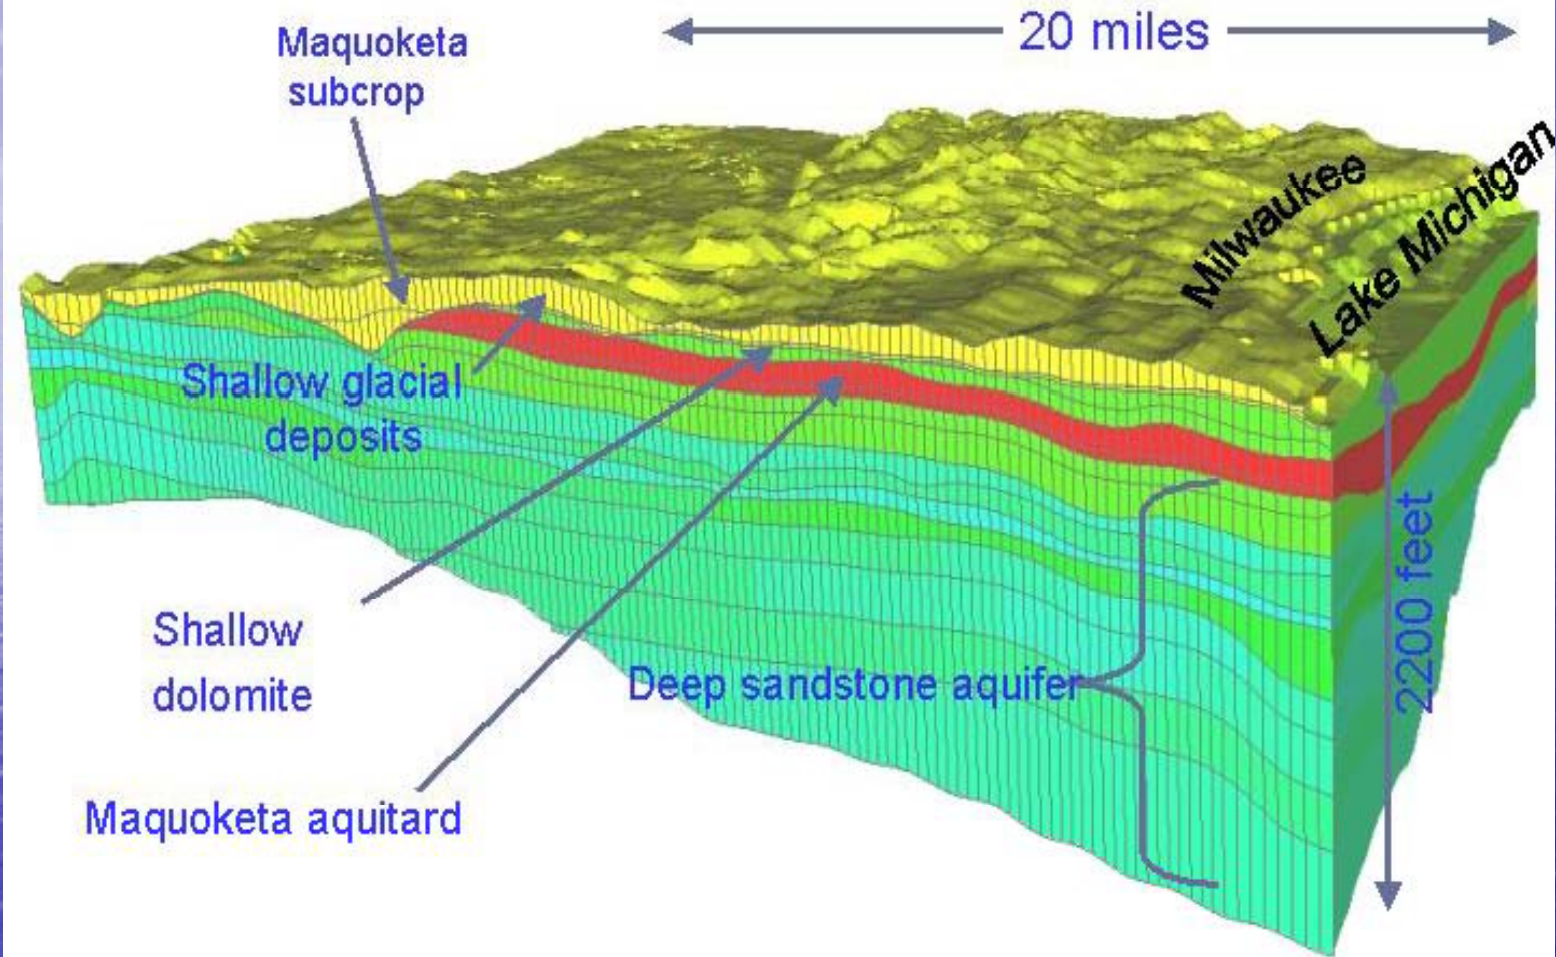 20 miles
Maquoketa
subcrop
Milwaukee
Lake Michigan
Shallow glacial
deposits
2200 feet
Shallow
dolomite
Deep sandstone aquifer
Maquoketa aquitard